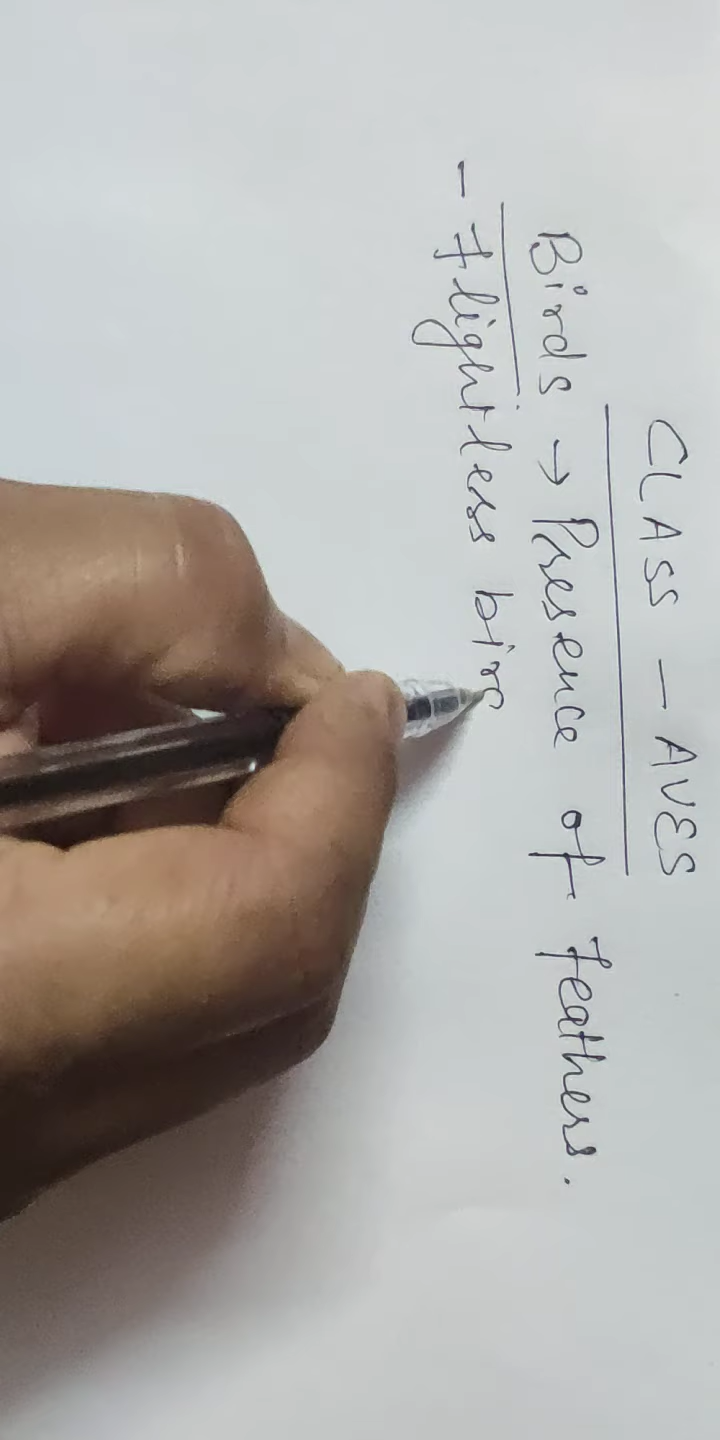 CLASS - AVES
Birds → Presence of feathers.
- Flightless